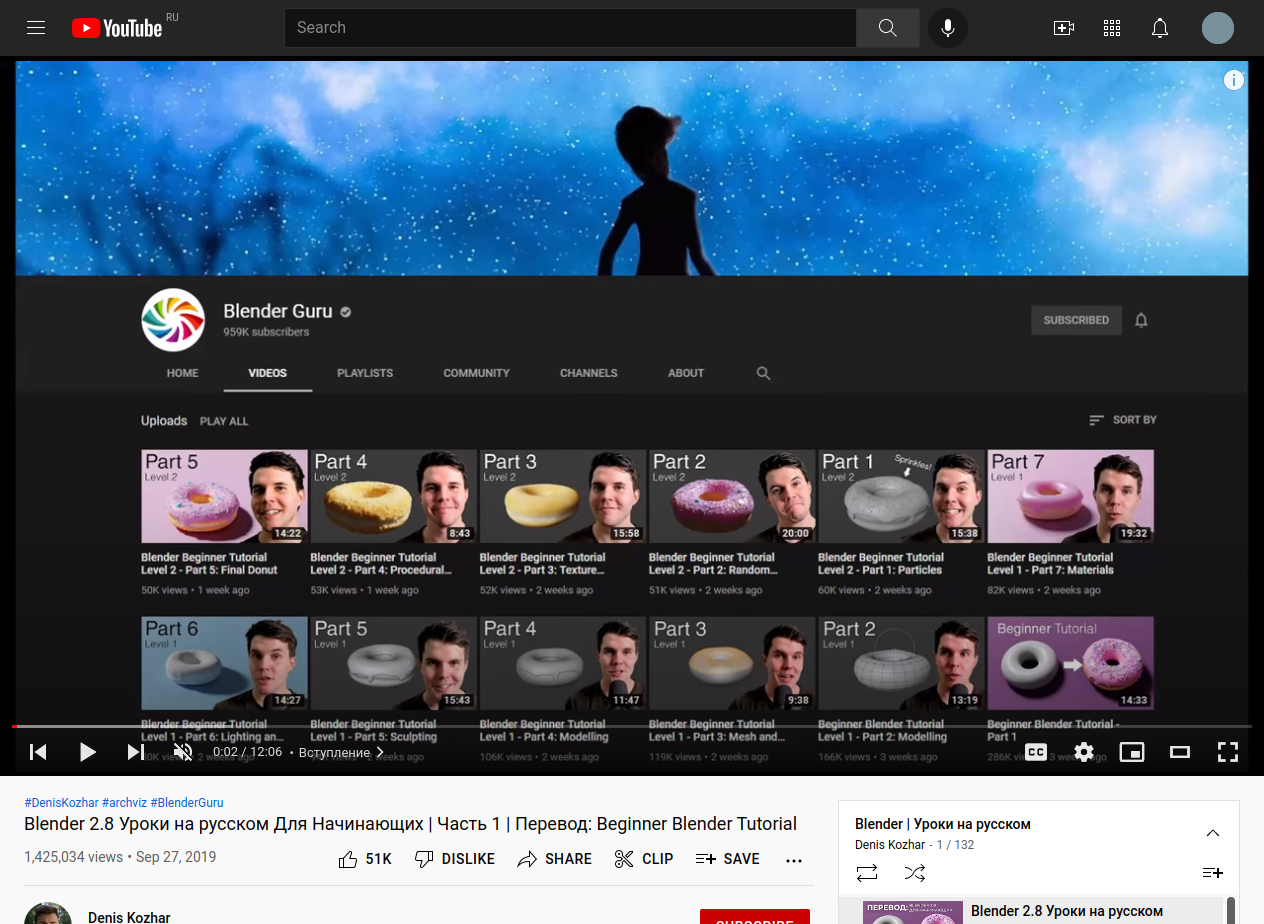 YouTube RU
Search
Blender Guru
959K subscribers
SUBSCRIBED
HOME VIDEOS PLAYLISTS COMMUNITY CHANNELS ABOUT
Uploads PLAY ALL SORT BY
Part 5 Level 2 14:22
Part 4 Level 2 8:43
Part 3 Level 2 15:58
Part 2 Level 2 20:00
Part 1 Level 2 Sprinkles! 15:38
Part 7 Level 1 19:32
Blender Beginner Tutorial
Level 2 - Part 5: Final Donut
50K views • 1 week ago
Blender Beginner Tutorial
Level 2 - Part 4: Procedural...
53K views • 1 week ago
Blender Beginner Tutorial
Level 2 - Part 3: Texture...
52K views • 2 weeks ago
Blender Beginner Tutorial
Level 2 - Part 2: Random...
51K views • 2 weeks ago
Blender Beginner Tutorial
Level 2 - Part 1: Particles
60K views • 2 weeks ago
Blender Beginner Tutorial
Level 1 - Part 7: Materials
82K views • 2 weeks ago
Part 6 Level 1 14:27
Part 5 Level 1 15:43
Part 4 Level 1 11:47
Part 3 Level 1 9:38
Part 2 Level 1 13:19
Beginner Tutorial 14:33
Blender Beginner Tutorial
Level 1 - Part 6: Lighting an...
Blender Beginner Tutorial
Level 1 - Part 5: Sculpting
Blender Beginner Tutorial
Level 1 - Part 4: Modelling
106K views • 2 weeks ago
Blender Beginner Tutorial
Level 1 - Part 3: Mesh and...
119K views • 2 weeks ago
Blender Beginner Tutorial
Level 1 - Part 2: Modelling
166K views • 3 weeks ago
Beginner Blender Tutorial -
Part 1
286K views ago
0:02 / 12:06 • Вступление
CC
#DenisKozhar #archviz #BlenderGuru
Blender 2.8 Уроки на русском Для Начинающих | Часть 1 | Перевод: Beginner Blender Tutorial
1,425,034 views • Sep 27, 2019
51K DISLIKE SHARE CLIP SAVE
Denis Kozhar
SUBSCRIBE
Blender | Уроки на русском
Denis Kozhar - 1 / 132
ПЕРЕВОД:
Blender 2.8 Уроки на русском